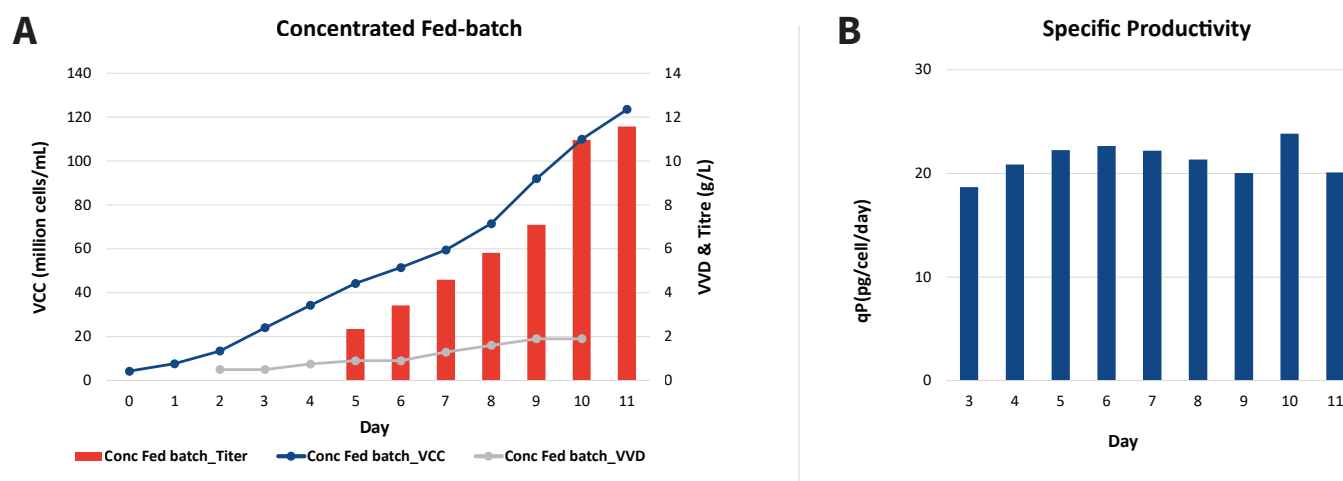 A
Concentrated Fed-batch
140
120
100
80
60
40
20
0
VCC (million cells/mL)
14
12
10
8
6
4
2
0
VVD & Titre (g/L)
0 1 2 3 4 5 6 7 8 9 10 11
Day
Conc Fed batch_Titer Conc Fed batch_VCC Conc Fed batch_VVD
B
Specific Productivity
30
20
10
0
qP(pg/cell/day)
3 4 5 6 7 8 9 10 11
Day